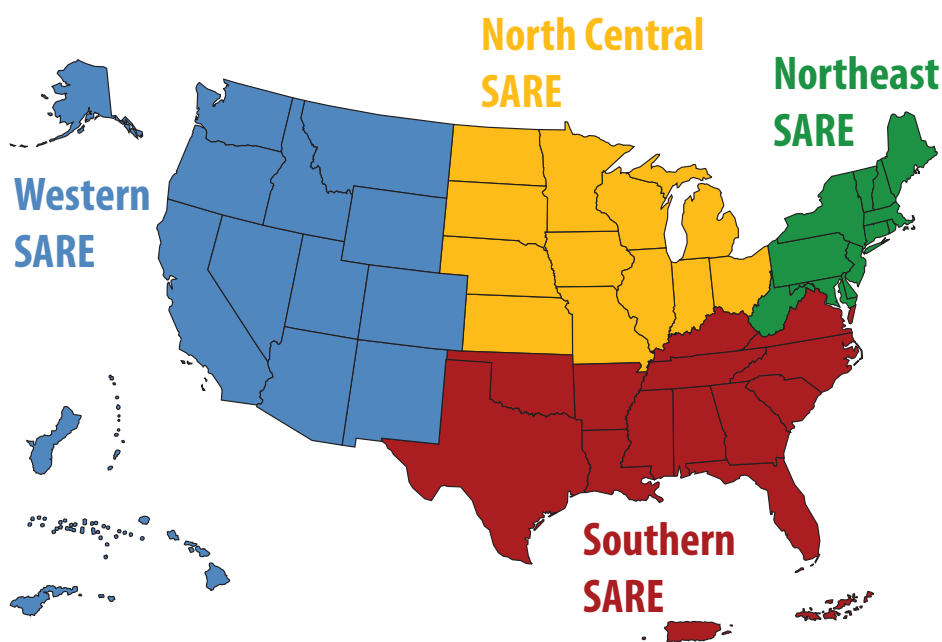 North Central
SARE
Northeast
SARE
Western
SARE
Southern
SARE